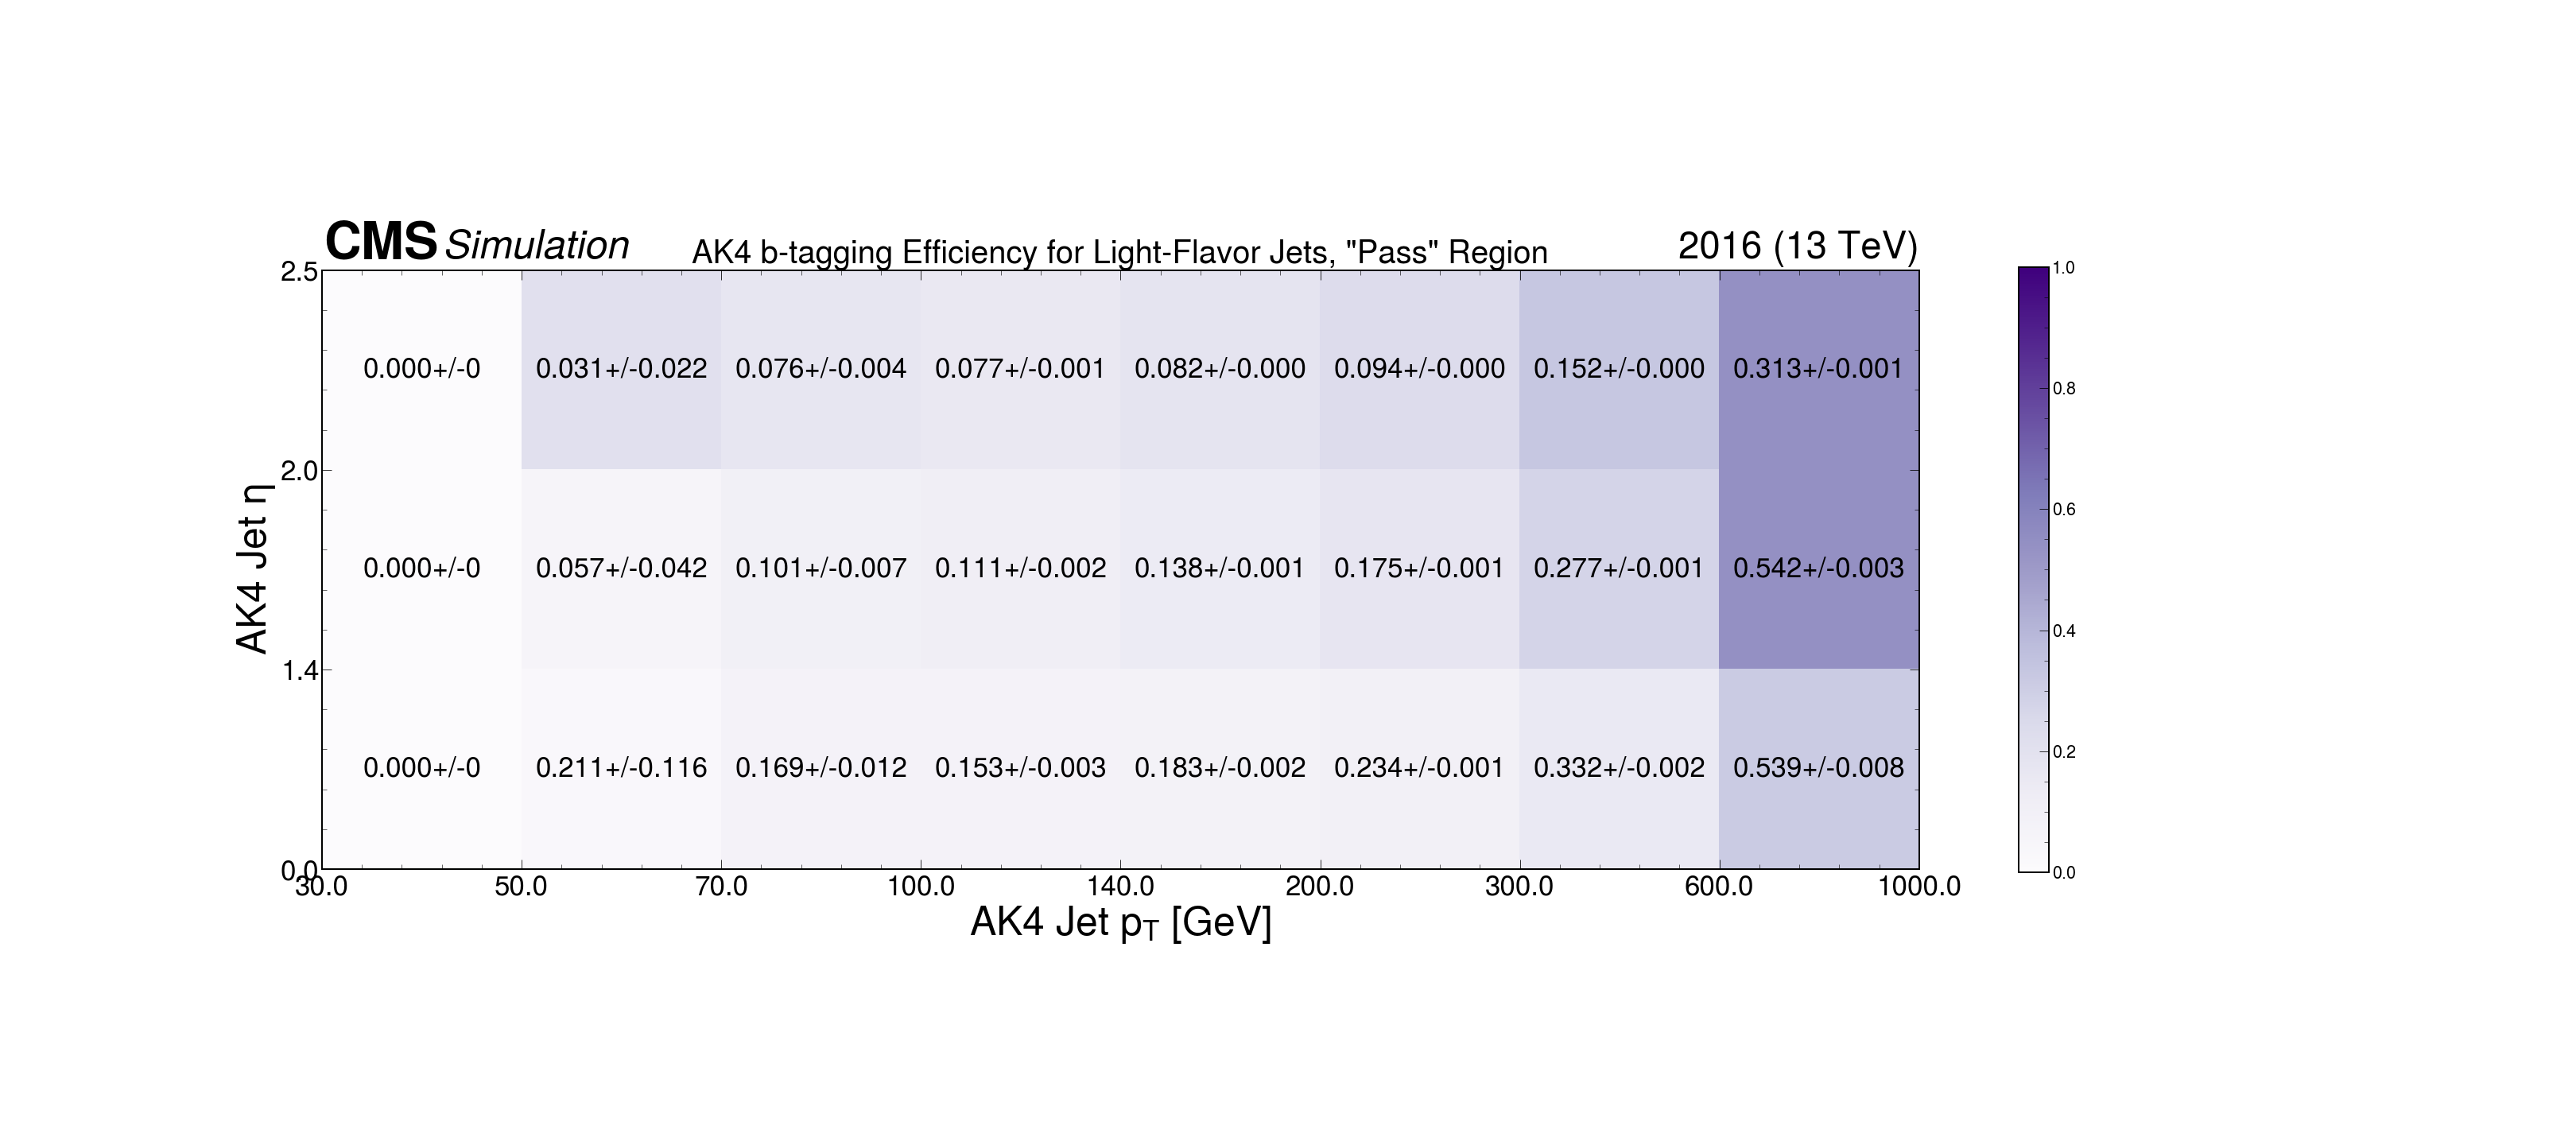 CMS Simulation AK4 b-tagging Efficiency for Light-Flavor Jets, "Pass" Region 2016 (13 TeV)
2.5
0.000+/-0 0.031+/-0.022 0.076+/-0.004 0.077+/-0.001 0.082+/-0.000 0.094+/-0.000 0.152+/-0.000 0.313+/-0.001
2.0
AK4 Jet η
0.000+/-0 0.057+/-0.042 0.101+/-0.007 0.111+/-0.002 0.138+/-0.001 0.175+/-0.001 0.277+/-0.001 0.542+/-0.003
1.4
0.000+/-0 0.211+/-0.116 0.169+/-0.012 0.153+/-0.003 0.183+/-0.002 0.234+/-0.001 0.332+/-0.002 0.539+/-0.008
0.0
30.0 50.0 70.0 100.0 140.0 200.0 300.0 600.0 1000.0
AK4 Jet pT [GeV]
1.0
0.8
0.6
0.4
0.2
0.0